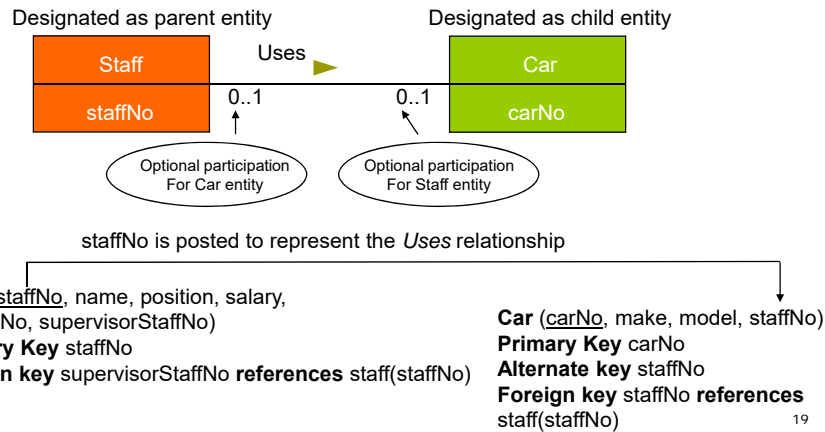 Designated as parent entity
Designated as child entity
Staff
Uses
Car
staffNo
0..1
0..1
carNo
Optional participation
For Car entity
Optional participation
For Staff entity
staffNo is posted to represent the Uses relationship
staffNo, name, position, salary,
No, supervisorStaffNo)
ry Key staffNo
n key supervisorStaffNo references staff(staffNo)
Car (carNo, make, model, staffNo)
Primary Key carNo
Alternate key staffNo
Foreign key staffNo references
staff(staffNo)
19